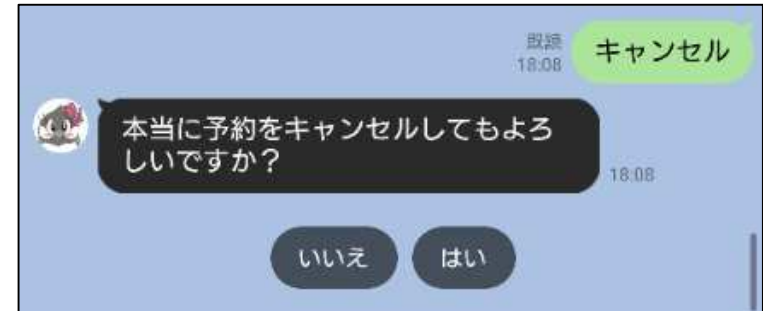 既読
18:08
キャンセル
本当に予約をキャンセルしてもよろ
しいですか？
18:08
いいえ
はい